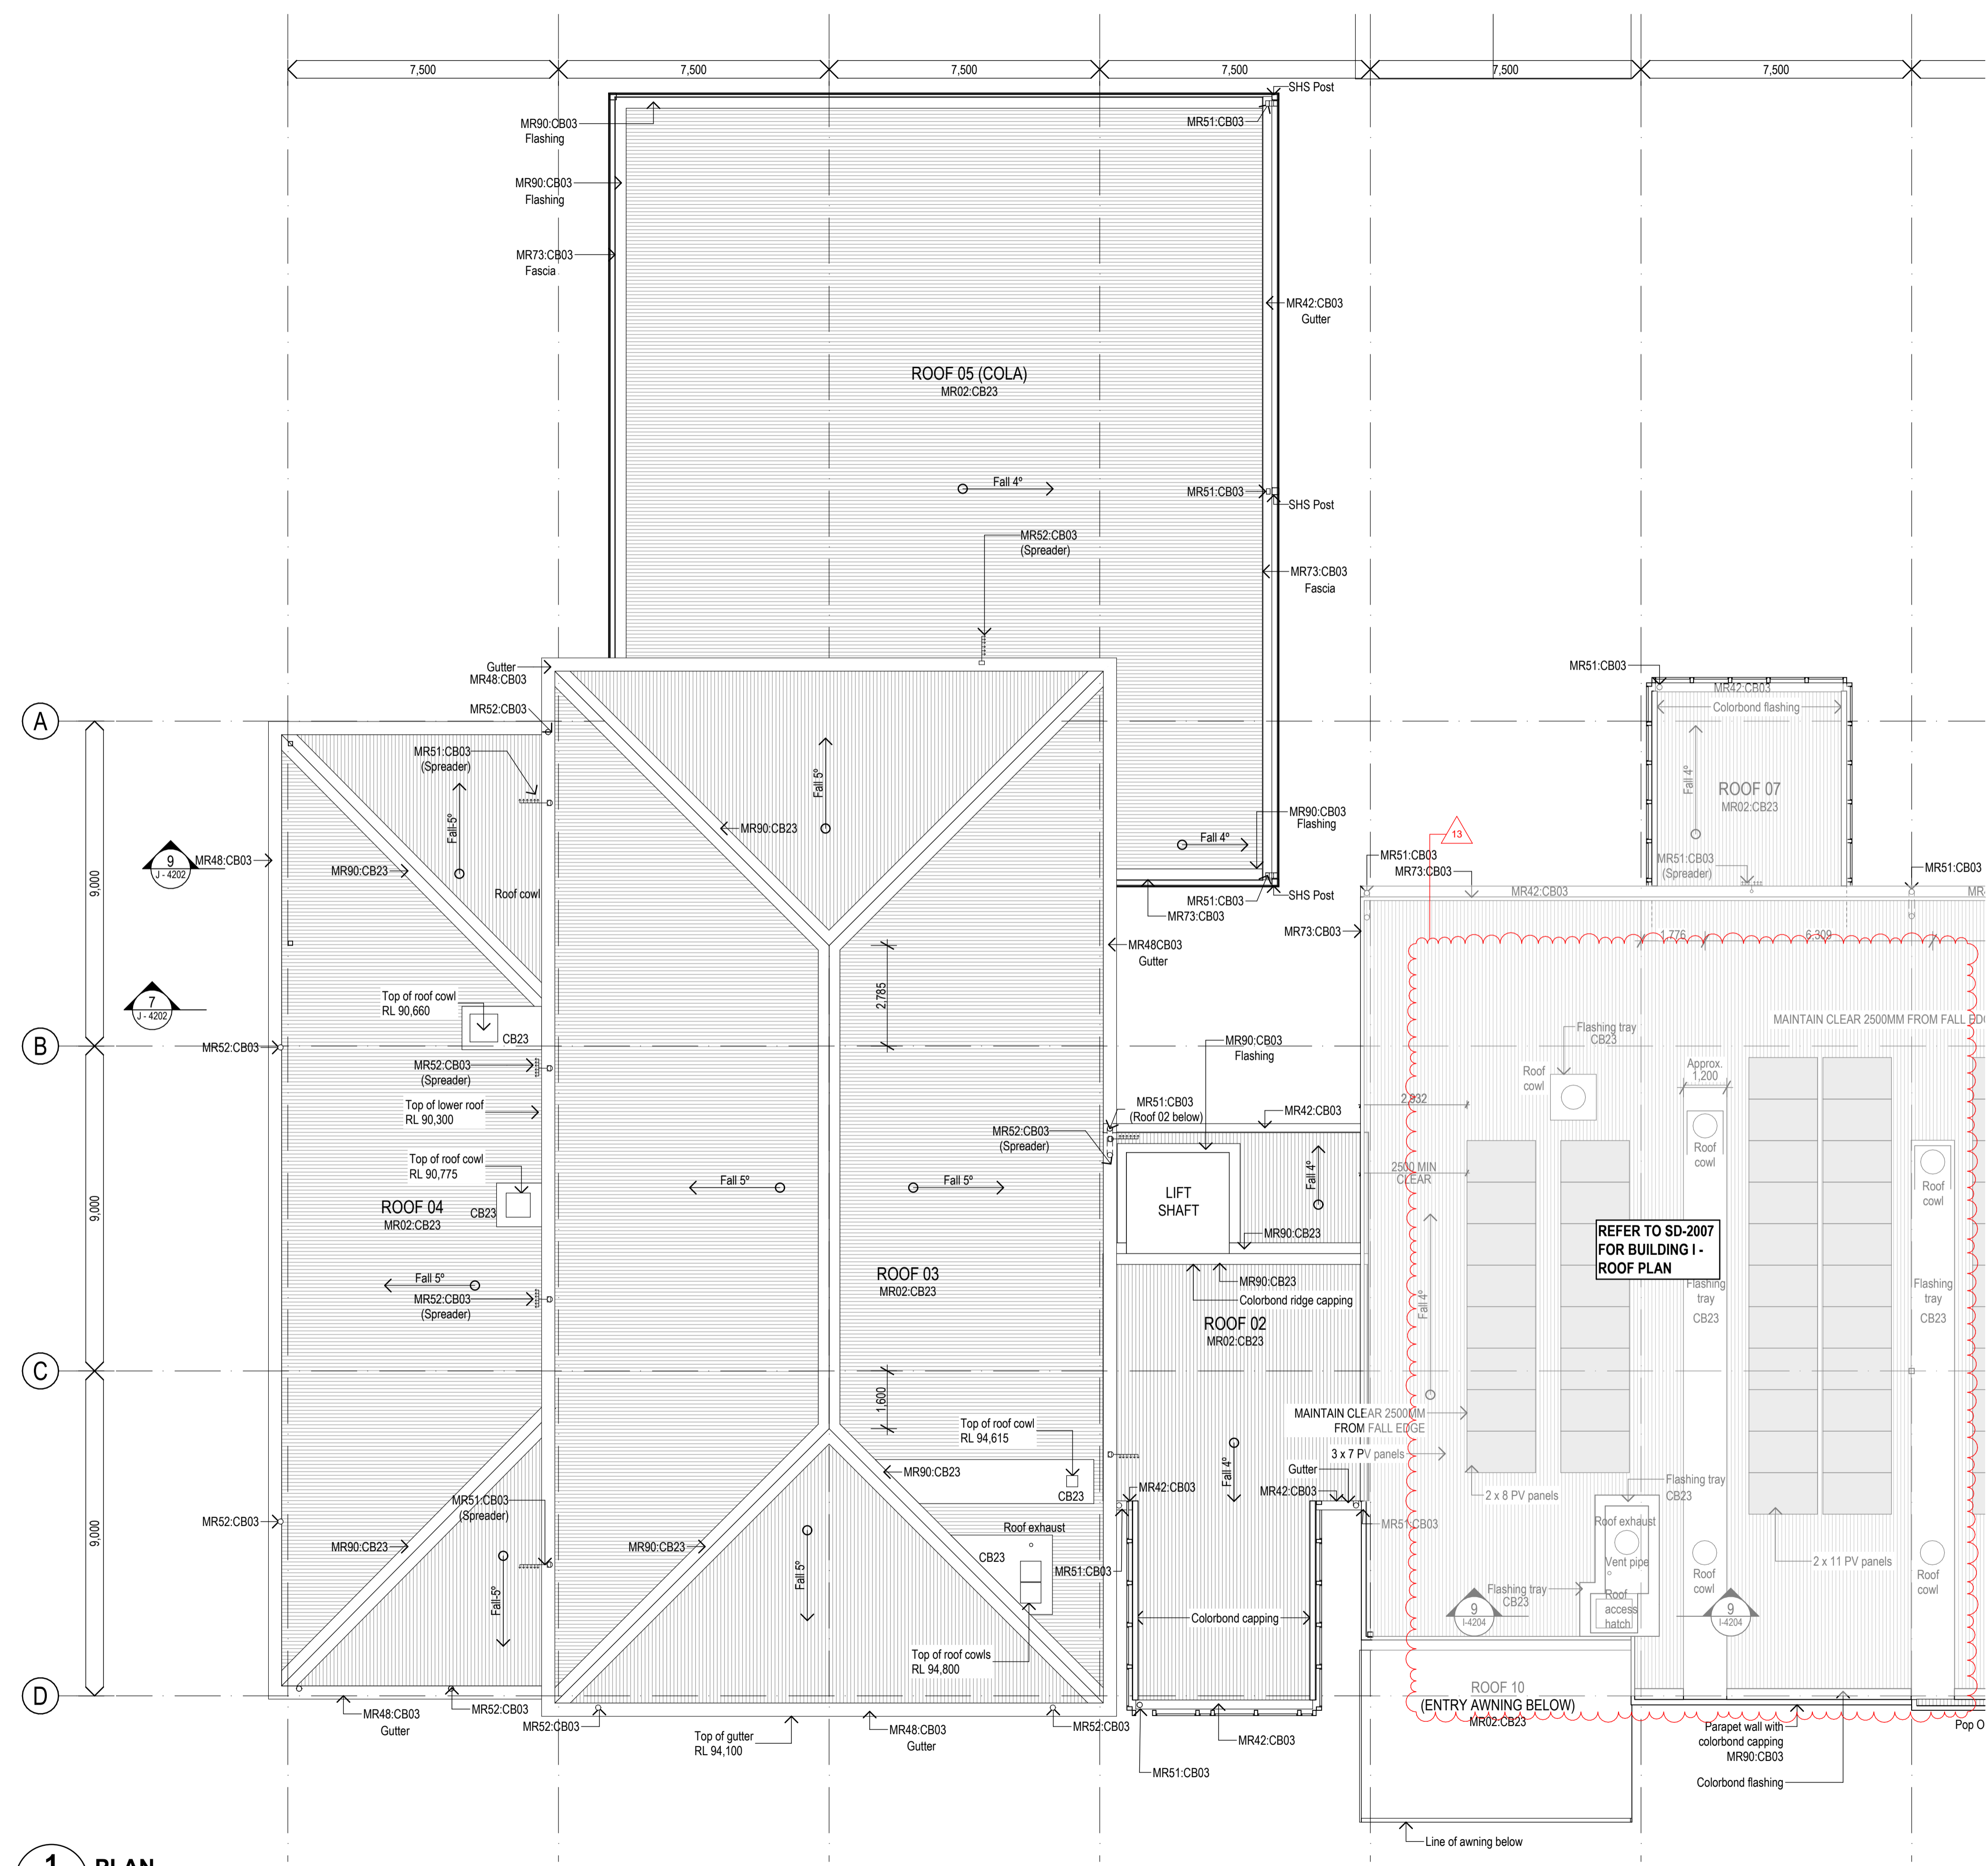 7,500
7,500
7,500
7,500
7,500
7,500
SHS Post
MR90:CB03
Flashing
MR51:CB03
MR90:CB03
Flashing
MR73:CB03
Fascia
MR42:CB03
Gutter
ROOF 05 (COLA)
MR02:CB23
Fall 4º
MR51:CB03
SHS Post
MR52:CB03
(Spreader)
MR73:CB03
Fascia
Gutter
MR48:CB03
MR51:CB03
MR42:CB03
Colorbond flashing
MR52:CB03
A
MR51:CB03
(Spreader)
Fall 5º
Fall 4º
ROOF 07
MR02:CB23
Fall-5º
MR90:CB23
MR90:CB03
Flashing
Fall 4º
13
9
J - 4202
MR48:CB03
MR90:CB23
Roof cowl
9,000
MR51:CB03
MR73:CB03
MR51:CB03
(Spreader)
MR51:CB03
MR42:CB03
MR
SHS Post
MR51:CB03
MR73:CB03
MR73:CB03
1,776
6,309
MR48CB03
Gutter
2,785
Top of roof cowl
RL 90,660
7
J - 4202
CB23
MAINTAIN CLEAR 2500MM FROM FALL EDG
Flashing tray
CB23
B
MR52:CB03
MR90:CB03
Flashing
MR52:CB03
(Spreader)
Roof
cowl
Approx.
1,200
Top of lower roof
RL 90,300
MR51:CB03
(Roof 02 below)
MR42:CB03
2,932
MR52:CB03
(Spreader)
Roof
cowl
Top of roof cowl
RL 90,775
2500 MIN
CLEAR
Fall 4º
Roof
cowl
Fall 5º
Fall 5º
LIFT
SHAFT
9,000
ROOF 04
MR02:CB23
CB23
MR90:CB23
REFER TO SD-2007
FOR BUILDING I -
ROOF PLAN
Fall 5º
ROOF 03
MR02:CB23
MR90:CB23
Flashing
tray
CB23
Flashing
tray
CB23
MR52:CB03
(Spreader)
Colorbond ridge capping
Fall 4º
ROOF 02
MR02:CB23
C
1,600
MAINTAIN CLEAR 2500MM
FROM FALL EDGE
Top of roof cowl
RL 94,615
3 x 7 PV panels
Fall 4º
MR90:CB23
Gutter
Flashing tray
CB23
MR42:CB03
MR42:CB03
2 x 8 PV panels
CB23
MR51:CB03
(Spreader)
MR52:CB03
9,000
Roof exhaust
MR51:CB03
Roof exhaust
MR90:CB23
MR90:CB23
CB23
Vent pipe
2 x 11 PV panels
MR51:CB03
Fall 5º
Fall-5º
Roof
cowl
Roof
cowl
Flashing tray
CB23
Roof
access
hatch
9
I-4204
9
I-4204
Colorbond capping
Top of roof cowls
RL 94,800
D
ROOF 10
(ENTRY AWNING BELOW)
MR02:CB23
MR48:CB03
Gutter
MR52:CB03
MR52:CB03
Top of gutter
RL 94,100
MR48:CB03
Gutter
MR52:CB03
MR42:CB03
Parapet wall with
colorbond capping
MR90:CB03
Pop O
MR51:CB03
Colorbond flashing
Line of awning below
1
PLAN